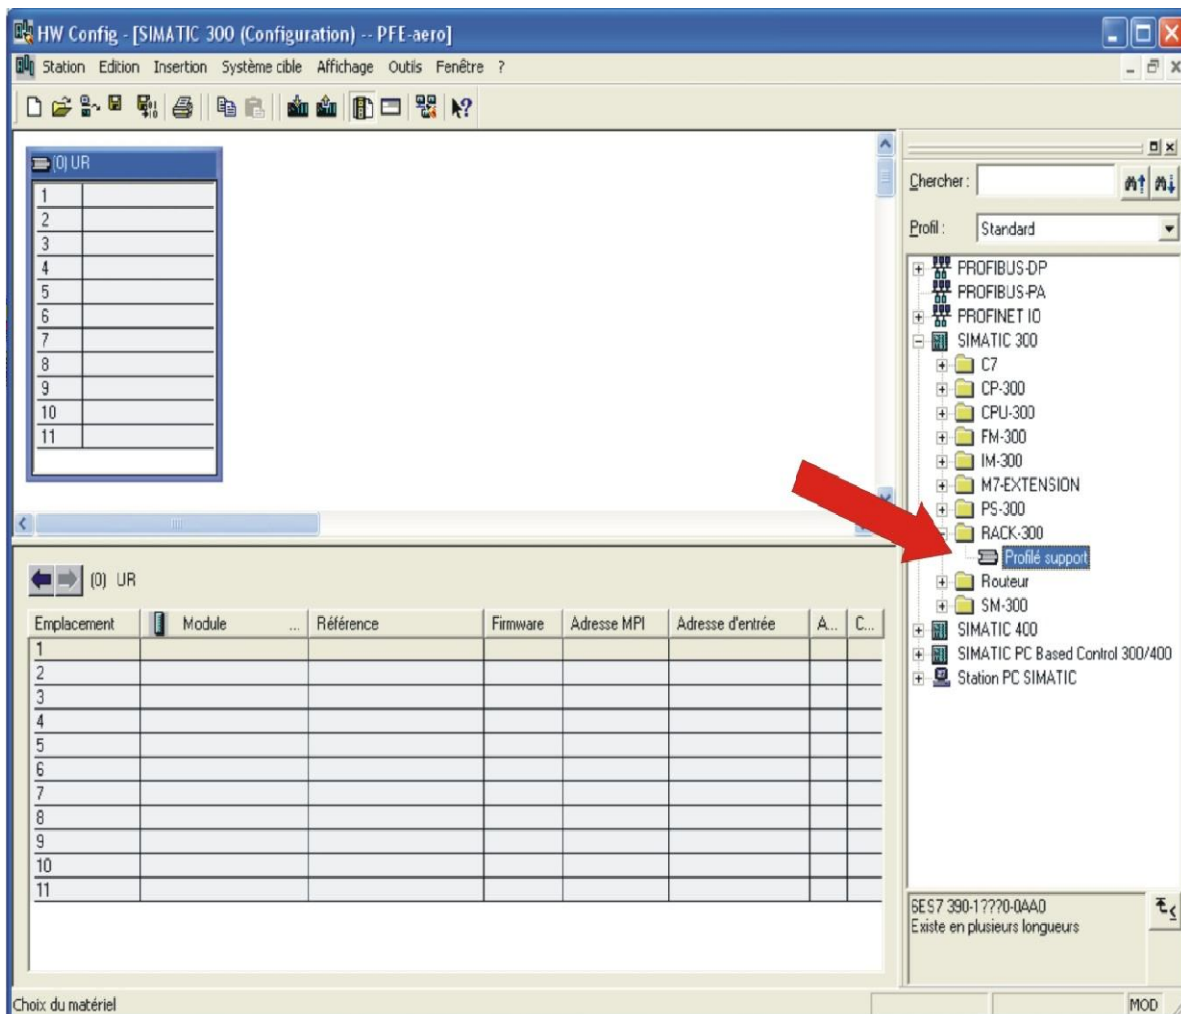 HW Config - [SIMATIC 300 (Configuration) -- PFE-aero]
Station Edition Insertion Système cible Affichage Outils Fenêtre ?
(0) UR
1
2
3
4
5
6
7
8
9
10
11
Chercher :
Profil : Standard
PROFIBUS-DP
PROFIBUS-PA
PROFINET IO
SIMATIC 300
C7
CP-300
CPU-300
FM-300
IM-300
M7-EXTENSION
PS-300
RACK-300
Profilé support
Routeur
SM-300
SIMATIC 400
SIMATIC PC Based Control 300/400
Station PC SIMATIC
(0) UR
Emplacement Module ... Référence Firmware Adresse MPI Adresse d'entrée A... C...
1
2
3
4
5
6
7
8
9
10
11
6ES7 390-1???0-0AA0
Existe en plusieurs longueurs
Choix du matériel MOD